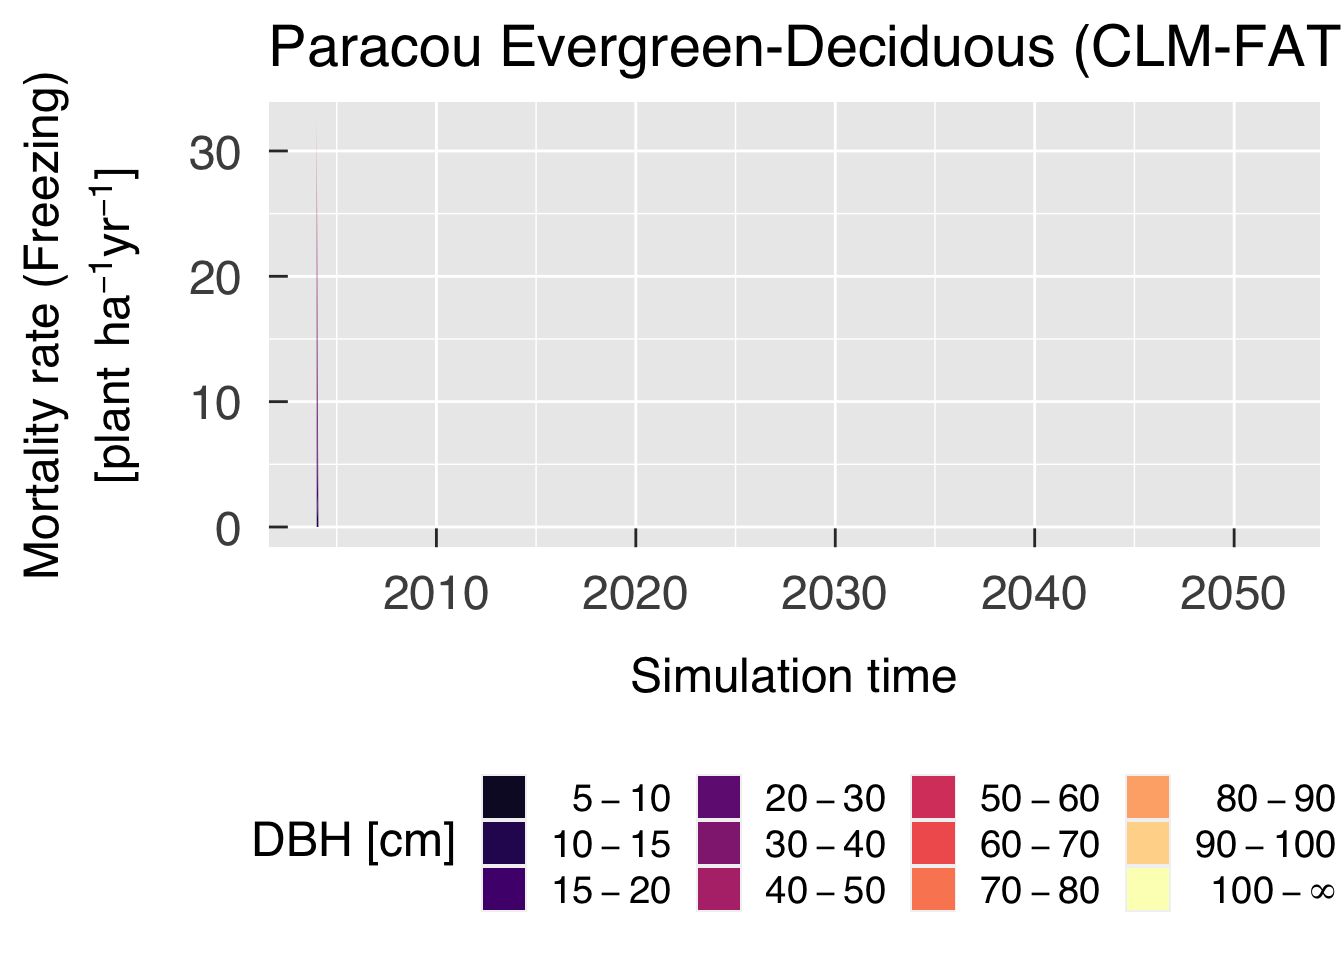 Paracou Evergreen-Deciduous (CLM-FAT
Mortality rate (Freezing)
[plant ha⁻¹yr⁻¹]
30
20
10
0
2010 2020 2030 2040 2050
Simulation time
DBH [cm]
5 – 10 20 – 30 50 – 60 80 – 90
10 – 15 30 – 40 60 – 70 90 – 100
15 – 20 40 – 50 70 – 80 100 – ∞